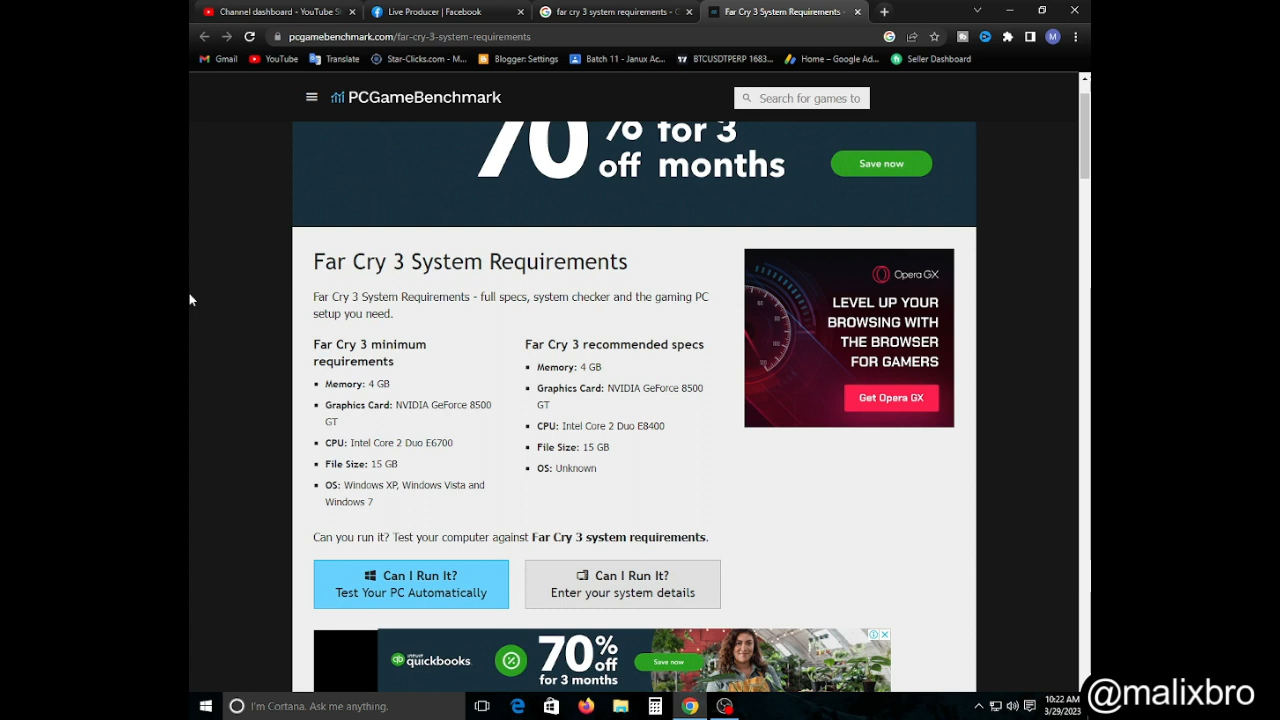 Channel dashboard - YouTube St
Live Producer | Facebook
far cry 3 system requirements - G
Far Cry 3 System Requirements -
pcgamebenchmark.com/far-cry-3-system-requirements
M
Gmail
YouTube
Translate
Star-Clicks.com - M...
Blogger: Settings
Batch 11 - Janux Ac...
BTCUSDTPERP 1683...
Home – Google Ad...
Seller Dashboard
PCGameBenchmark
Search for games to
70% for 3
off months
Save now
Far Cry 3 System Requirements
Far Cry 3 System Requirements - full specs, system checker and the gaming PC
setup you need.
Far Cry 3 minimum
requirements
Memory: 4 GB
Graphics Card: NVIDIA GeForce 8500
GT
CPU: Intel Core 2 Duo E6700
File Size: 15 GB
OS: Windows XP, Windows Vista and
Windows 7
Far Cry 3 recommended specs
Memory: 4 GB
Graphics Card: NVIDIA GeForce 8500
GT
CPU: Intel Core 2 Duo E8400
File Size: 15 GB
OS: Unknown
Opera GX
LEVEL UP YOUR
BROWSING WITH
THE BROWSER
FOR GAMERS
Get Opera GX
Can you run it? Test your computer against Far Cry 3 system requirements.
Can I Run It?
Test Your PC Automatically
Can I Run It?
Enter your system details
quickbooks.
70%
off
for 3 months
Save now
I'm Cortana. Ask me anything.
10:22 AM
3/29/2023
@malixbro